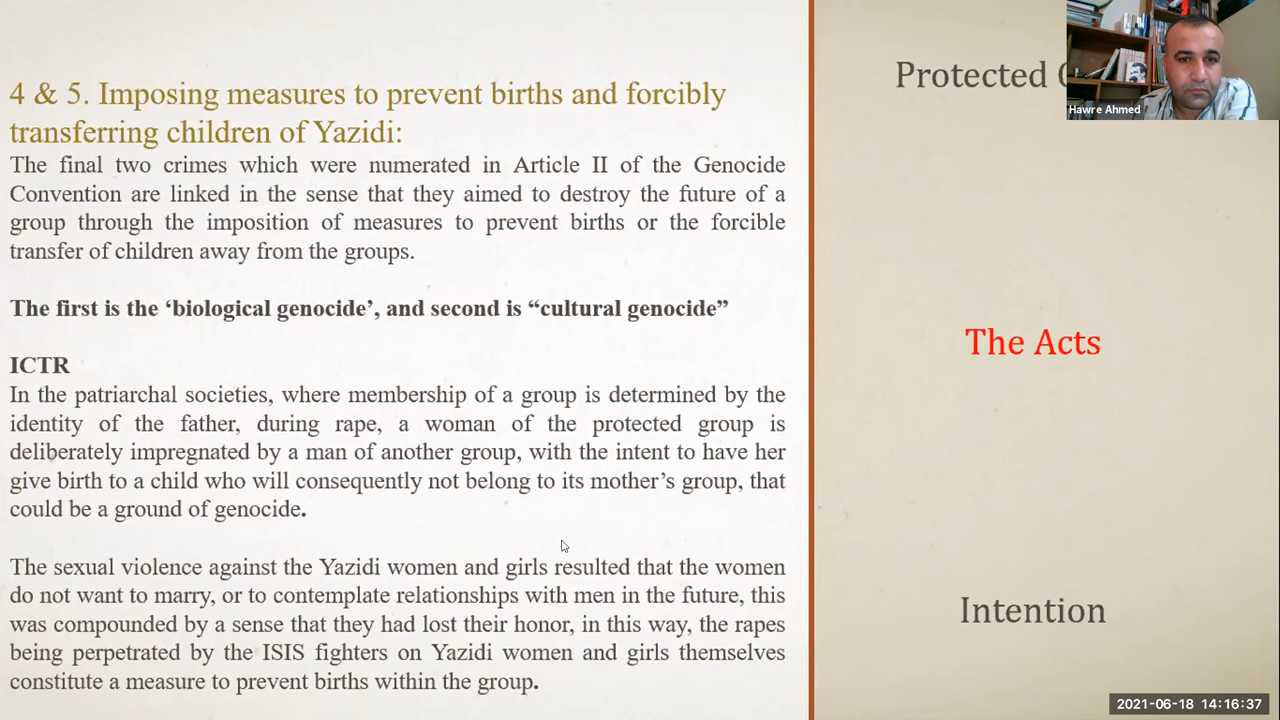 4 & 5. Imposing measures to prevent births and forcibly
transferring children of Yazidi:
The final two crimes which were numerated in Article II of the Genocide
Convention are linked in the sense that they aimed to destroy the future of a
group through the imposition of measures to prevent births or the forcible
transfer of children away from the groups.
The first is the ‘biological genocide’, and second is “cultural genocide”
ICTR
In the patriarchal societies, where membership of a group is determined by the
identity of the father, during rape, a woman of the protected group is
deliberately impregnated by a man of another group, with the intent to have her
give birth to a child who will consequently not belong to its mother’s group, that
could be a ground of genocide.
The sexual violence against the Yazidi women and girls resulted that the women
do not want to marry, or to contemplate relationships with men in the future, this
was compounded by a sense that they had lost their honor, in this way, the rapes
being perpetrated by the ISIS fighters on Yazidi women and girls themselves
constitute a measure to prevent births within the group.
Protected
Hawre Ahmed
The Acts
Intention
2021-06-18 14:16:37